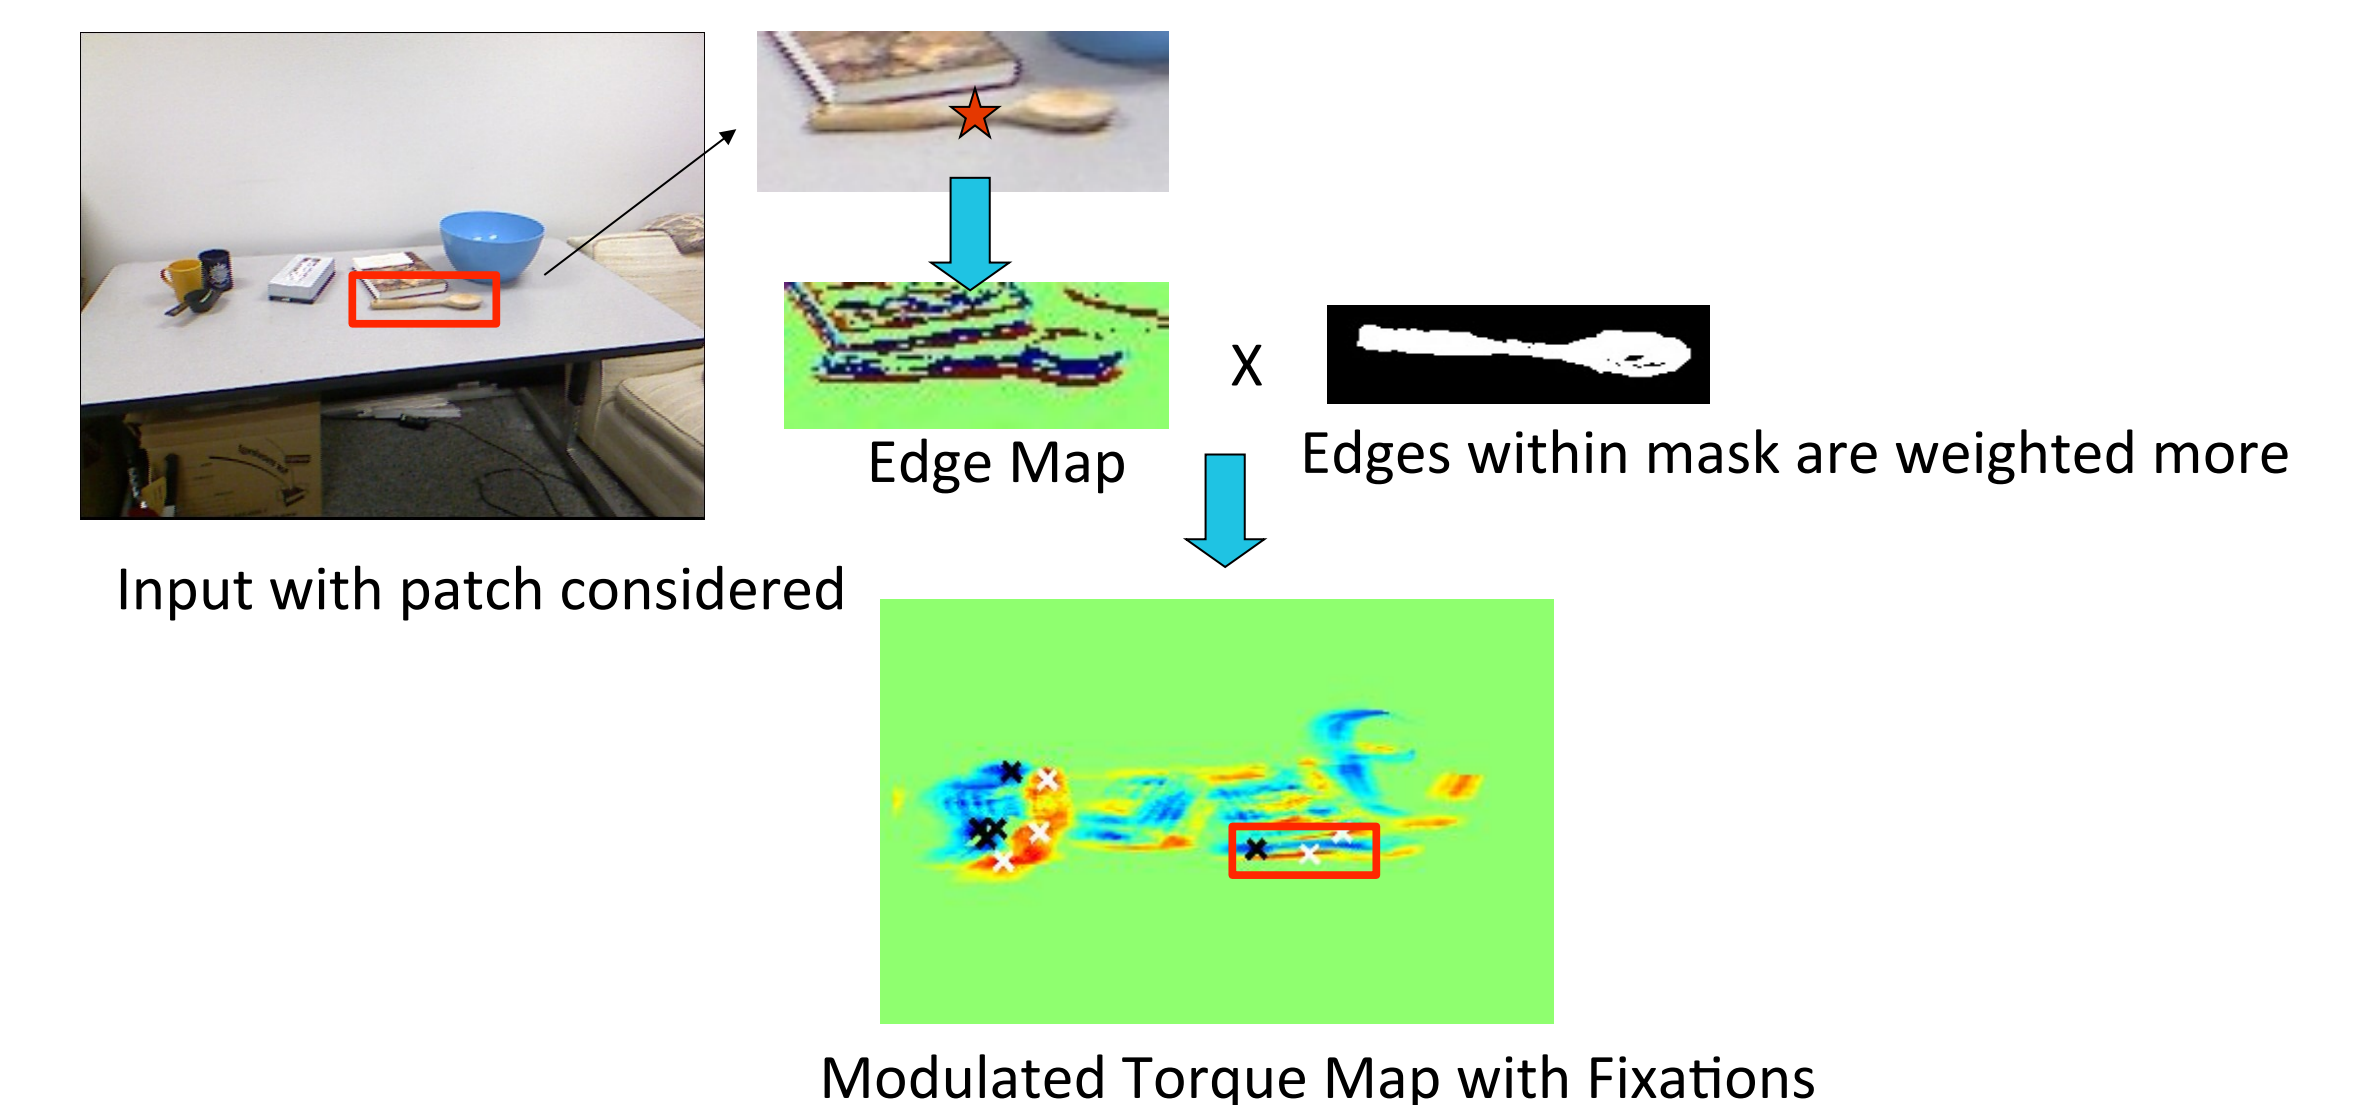 Input with patch considered
Edge Map
X
Edges within mask are weighted more
Modulated Torque Map with Fixations